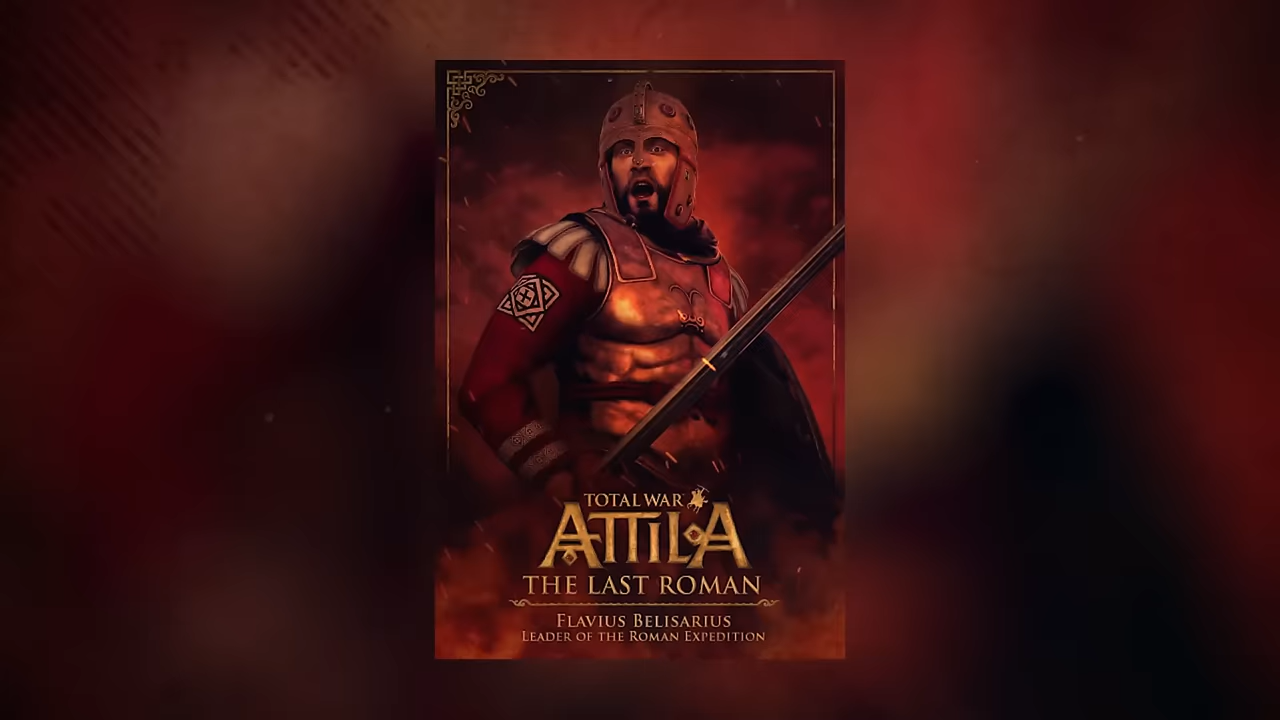 TOTAL WAR
ATTILA
THE LAST ROMAN
FLAVIUS BELISARIUS
LEADER OF THE ROMAN EXPEDITION